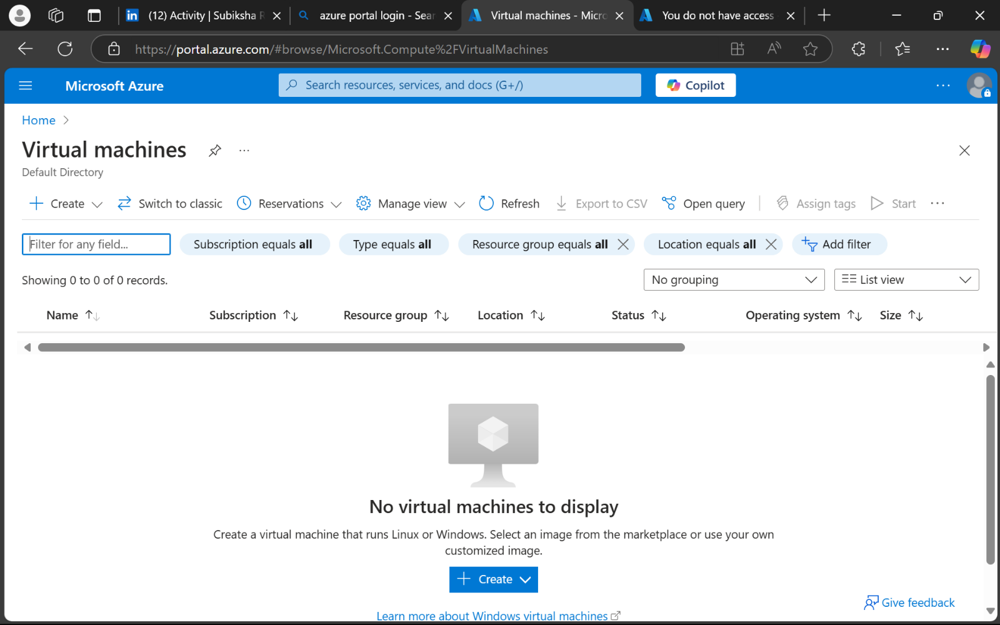 (12) Activity | Subiksha R
azure portal login - Sear
Virtual machines - Micro
You do not have access
https://portal.azure.com/#browse/Microsoft.Compute%2FVirtualMachines
Microsoft Azure
Search resources, services, and docs (G+/)
Copilot
Home
Virtual machines
Default Directory
Create
Switch to classic
Reservations
Manage view
Refresh
Export to CSV
Open query
Assign tags
Start
Filter for any field...
Subscription equals all
Type equals all
Resource group equals all
Location equals all
Add filter
Showing 0 to 0 of 0 records.
No grouping
List view
Name
Subscription
Resource group
Location
Status
Operating system
Size
No virtual machines to display
Create a virtual machine that runs Linux or Windows. Select an image from the marketplace or use your own
customized image.
Create
Give feedback
Learn more about Windows virtual machines